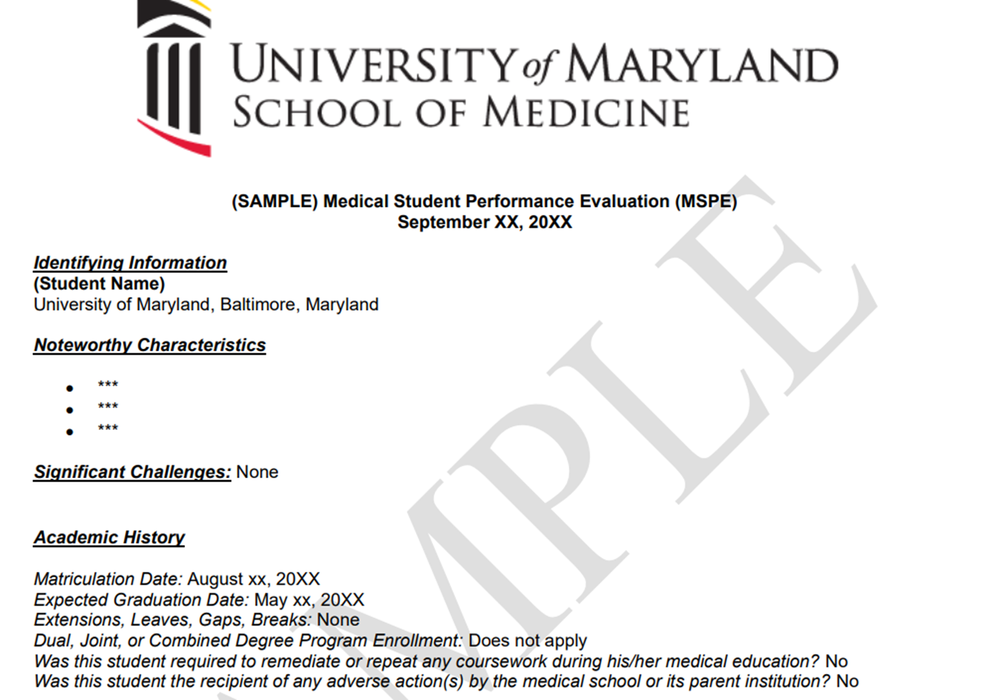 UNIVERSITY of MARYLAND
SCHOOL OF MEDICINE
(SAMPLE) Medical Student Performance Evaluation (MSPE)
September XX, 20XX
Identifying Information
(Student Name)
University of Maryland, Baltimore, Maryland
Noteworthy Characteristics
• ***
• ***
• ***
Significant Challenges: None
Academic History
Matriculation Date: August xx, 20XX
Expected Graduation Date: May xx, 20XX
Extensions, Leaves, Gaps, Breaks: None
Dual, Joint, or Combined Degree Program Enrollment: Does not apply
Was this student required to remediate or repeat any coursework during his/her medical education? No
Was this student the recipient of any adverse action(s) by the medical school or its parent institution? No
MPLE